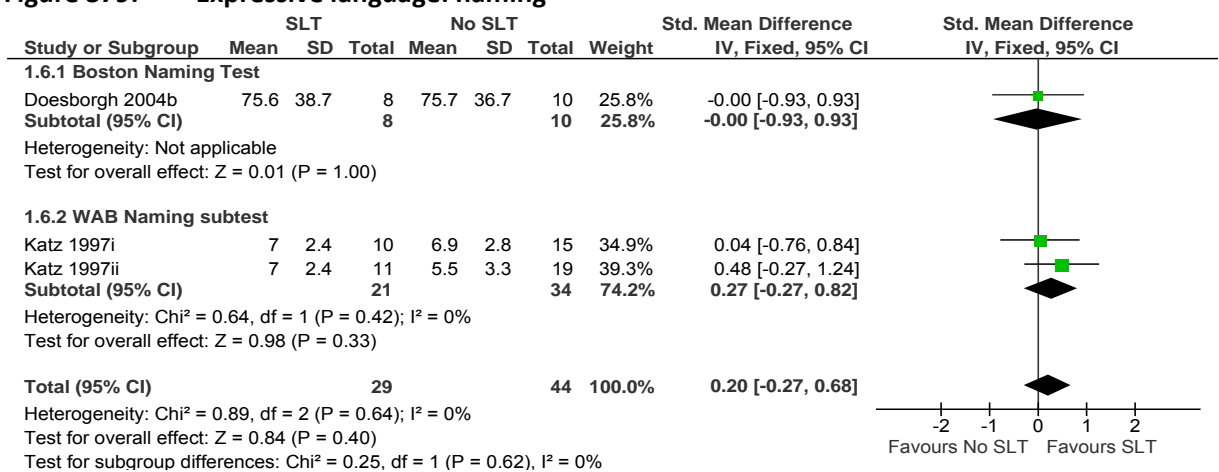 SLT No SLT Std. Mean Difference Std. Mean Difference
Study or Subgroup Mean SD Total Mean SD Total Weight IV, Fixed, 95% CI IV, Fixed, 95% CI
1.6.1 Boston Naming Test
Doesborgh 2004b 75.6 38.7 8 75.7 36.7 10 25.8% -0.00 [-0.93, 0.93]
Subtotal (95% CI) 8 10 25.8% -0.00 [-0.93, 0.93]
Heterogeneity: Not applicable
Test for overall effect: Z = 0.01 (P = 1.00)
1.6.2 WAB Naming subtest
Katz 1997i 7 2.4 10 6.9 2.8 15 34.9% 0.04 [-0.76, 0.84]
Katz 1997ii 7 2.4 11 5.5 3.3 19 39.3% 0.48 [-0.27, 1.24]
Subtotal (95% CI) 21 34 74.2% 0.27 [-0.27, 0.82]
Heterogeneity: Chi² = 0.64, df = 1 (P = 0.42); I² = 0%
Test for overall effect: Z = 0.98 (P = 0.33)
Total (95% CI) 29 44 100.0% 0.20 [-0.27, 0.68]
Heterogeneity: Chi² = 0.89, df = 2 (P = 0.64); I² = 0%
Test for overall effect: Z = 0.84 (P = 0.40)
Test for subgroup differences: Chi² = 0.25, df = 1 (P = 0.62), I² = 0%
-2 -1 0 1 2
Favours No SLT Favours SLT